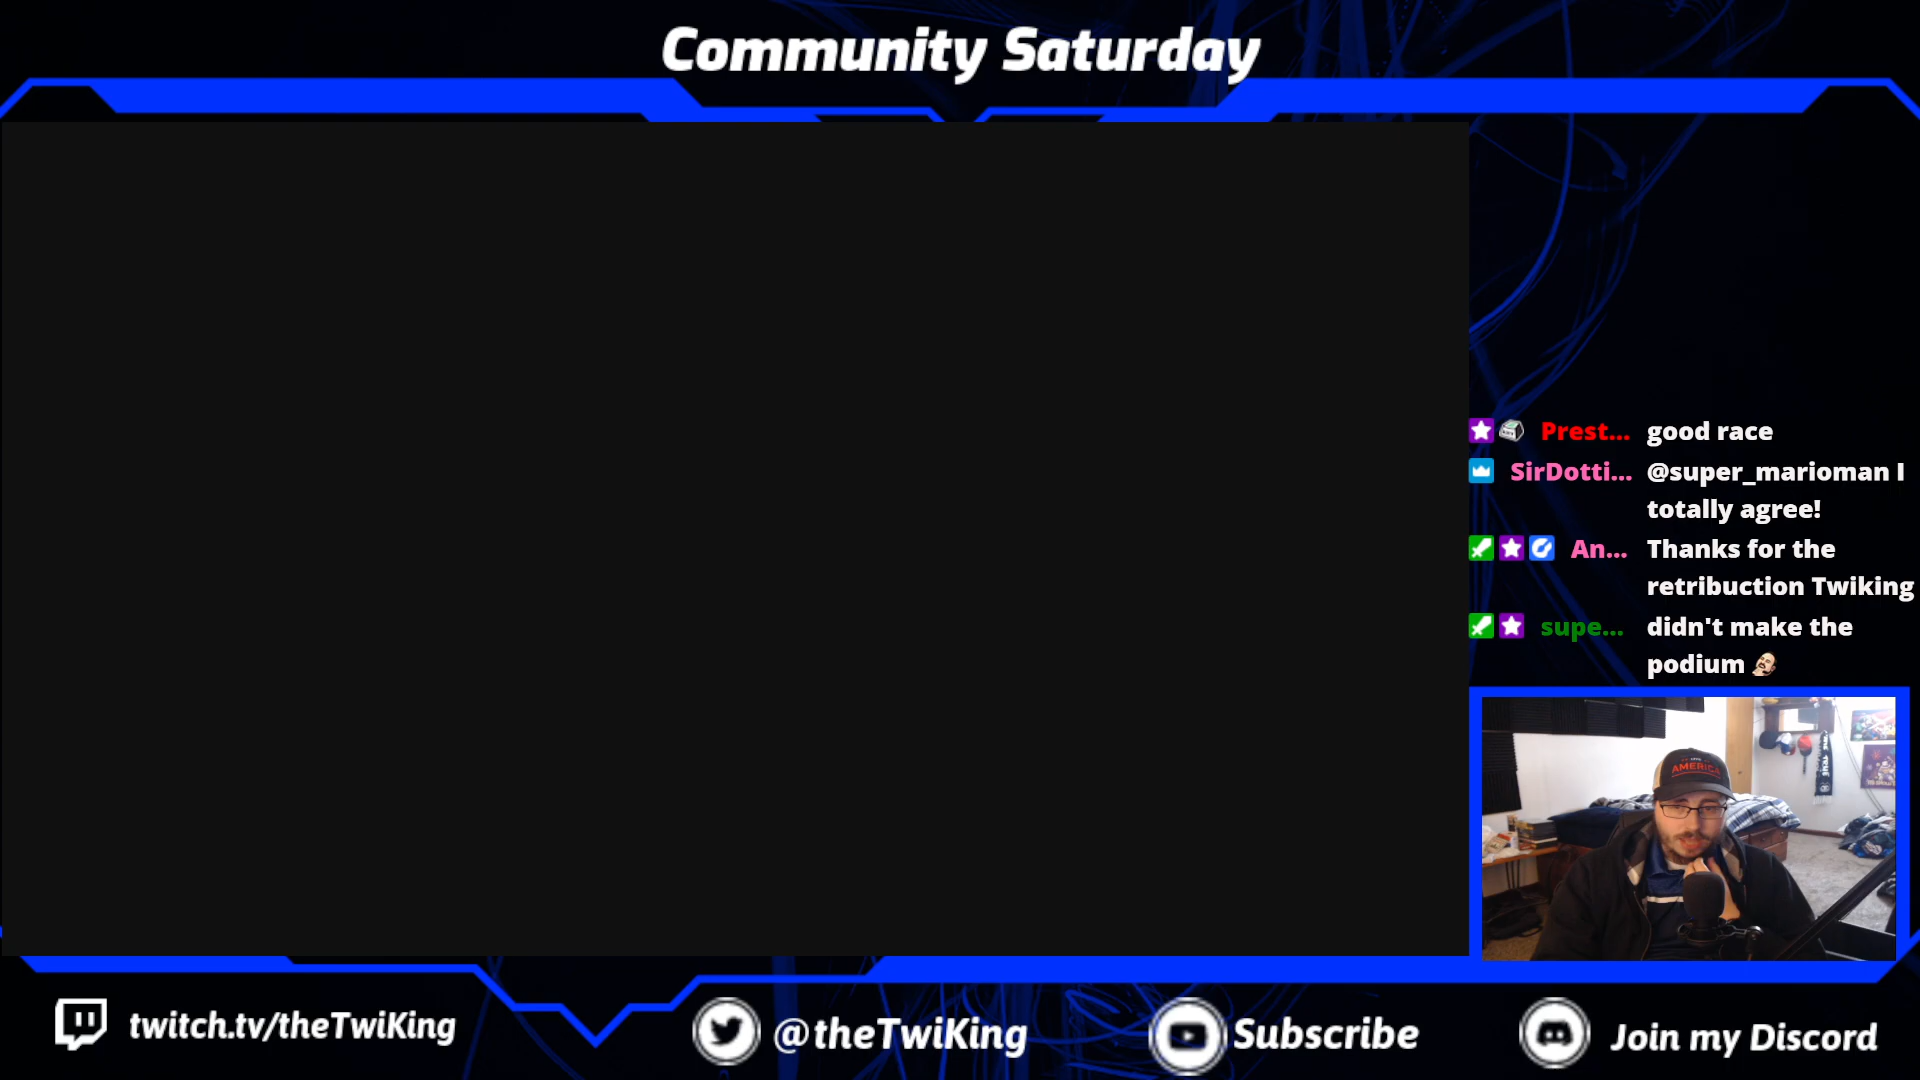 Community Saturday
Prest... good race
SirDotti... @super_marioman I
totally agree!
An... Thanks for the
retribuction Twiking
supe... didn't make the
podium
AMERICA
twitch.tv/theTwiKing
@theTwiKing
Subscribe
Join my Discord